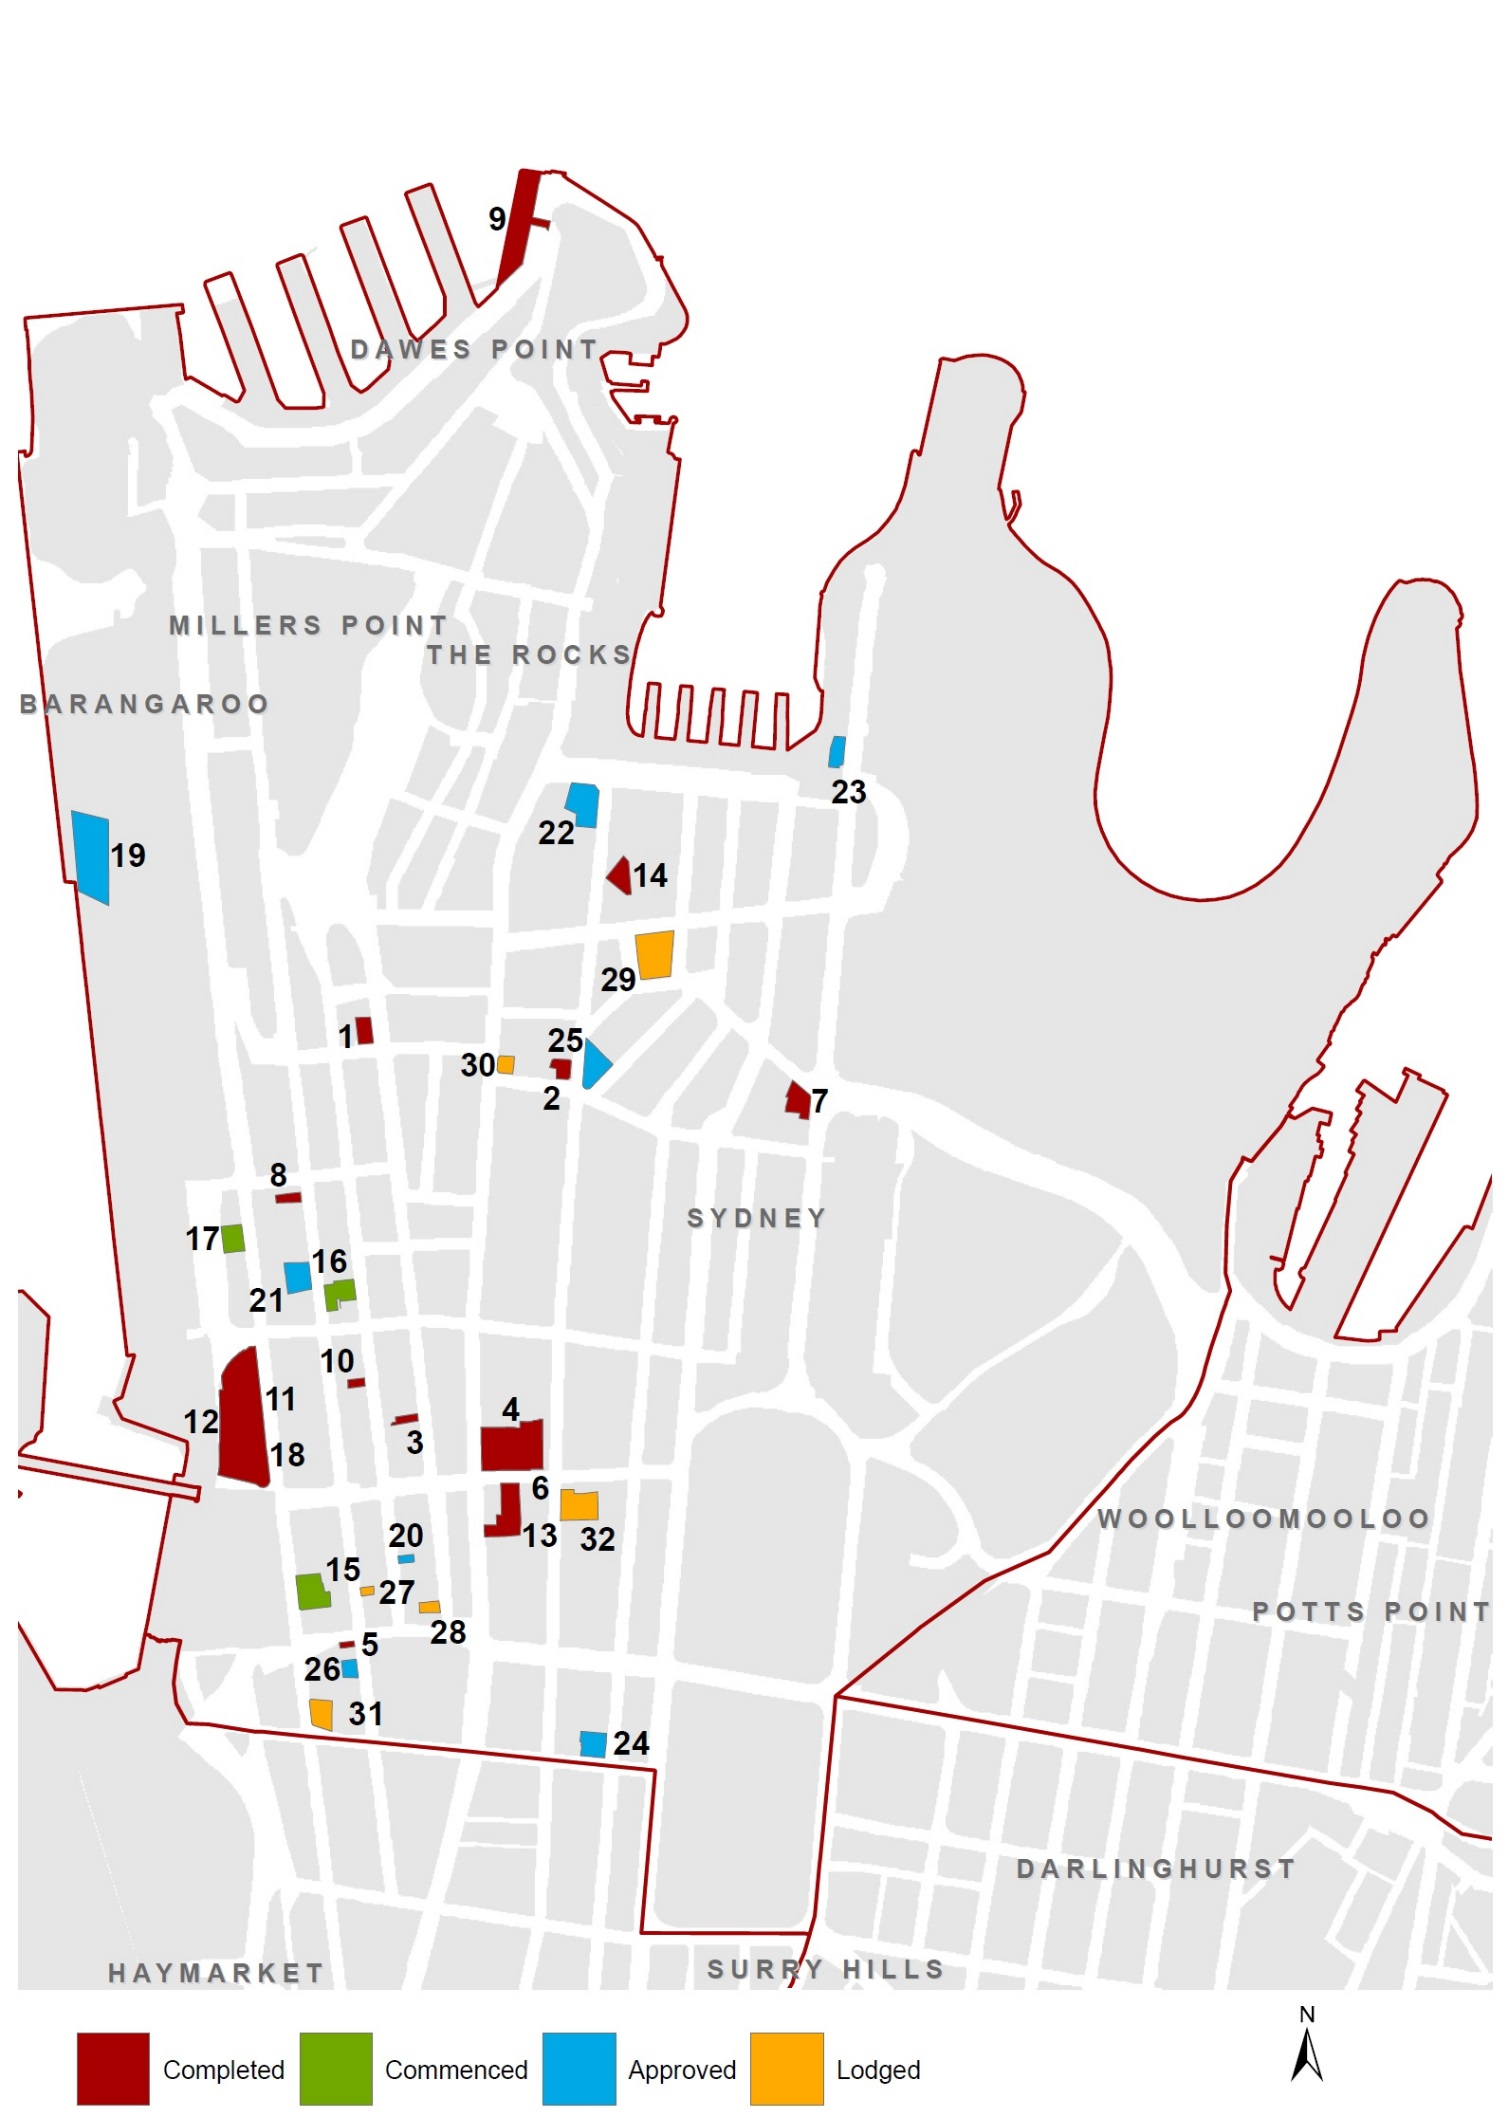 9
DAWES POINT
MILLERS POINT
THE ROCKS
BARANGAROO
23
22
19
14
29
1
25
30
2
7
8
SYDNEY
17
16
21
10
11
4
12
3
18
6
WOOLLOOMOOLOO
20
13
32
15
27
POTTS POINT
28
5
26
31
24
DARLINGHURST
HAYMARKET
SURRY HILLS
N
Completed
Commenced
Approved
Lodged